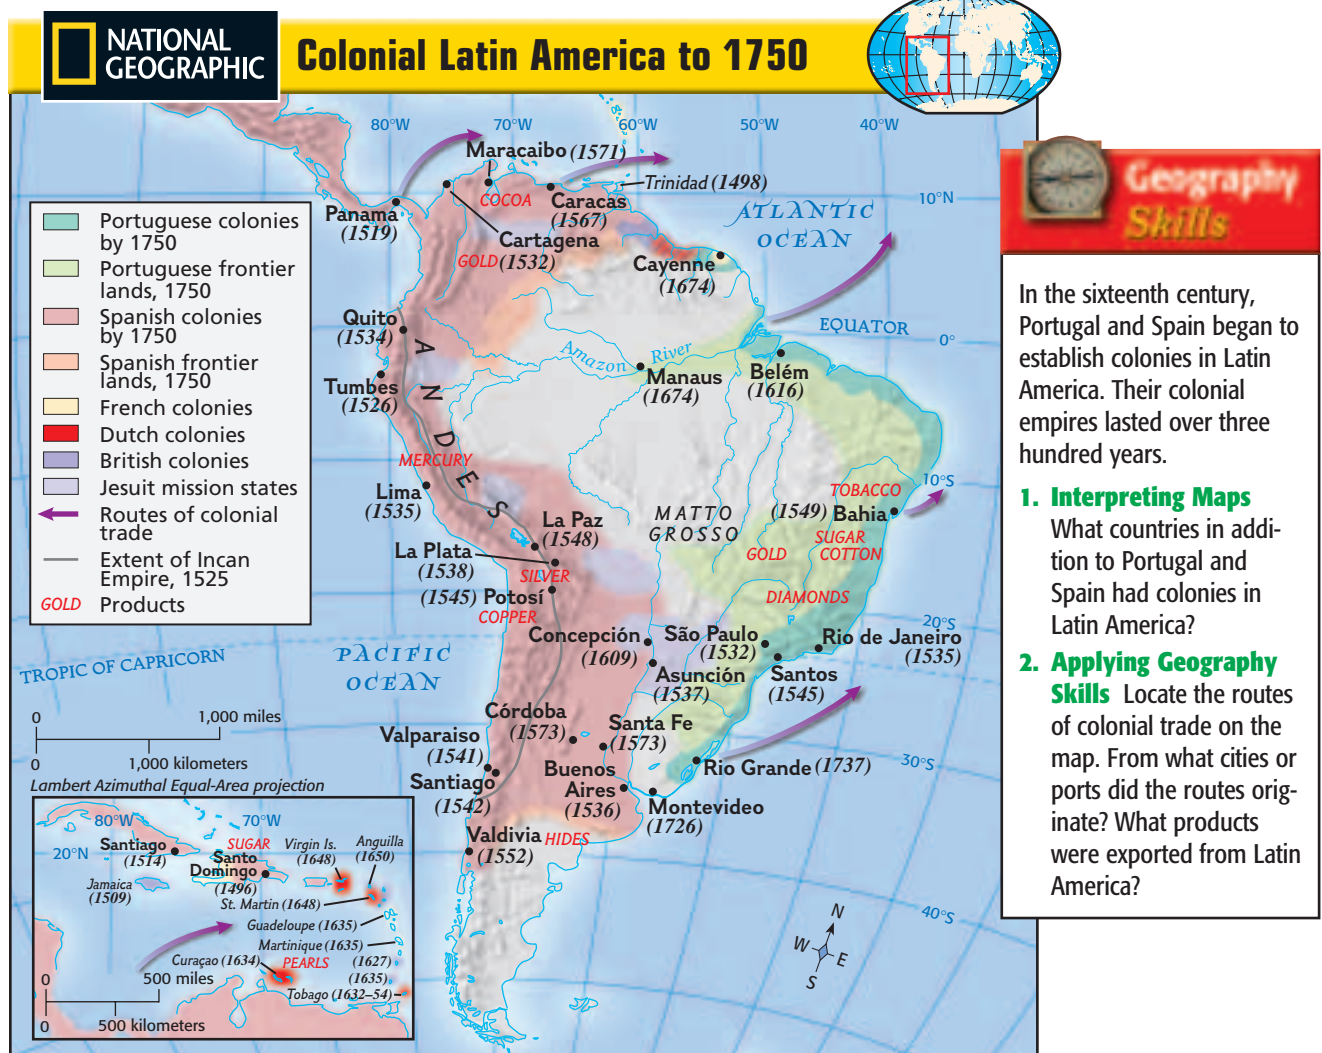 NATIONAL
GEOGRAPHIC
Colonial Latin America to 1750
80°W
70°W
60°W
50°W
40°W
Maracaibo (1571)
Trinidad (1498)
COCOA
Caracas
(1567)
10°N
Panama
(1519)
ATLANTIC
OCEAN
Cartagena
(1532)
GOLD
Cayenne
(1674)
Portuguese colonies
by 1750
Portuguese frontier
lands, 1750
Spanish colonies
by 1750
Spanish frontier
lands, 1750
French colonies
Dutch colonies
British colonies
Jesuit mission states
Routes of colonial
trade
Extent of Incan
Empire, 1525
GOLD Products
Quito
(1534)
EQUATOR
0°
Amazon River
Manaus
(1674)
Belém
(1616)
Tumbes
(1526)
ANDES
MERCURY
Lima
(1535)
10°S
TOBACCO
MATTO
GROSSO
(1549) Bahia
La Paz
(1548)
SUGAR
COTTON
GOLD
La Plata
(1538)
SILVER
(1545) Potosí
COPPER
DIAMONDS
20°S
Concepción
(1609)
São Paulo
(1532)
Rio de Janeiro
(1535)
TROPIC OF CAPRICORN
PACIFIC
OCEAN
Asunción
(1537)
Santos
(1545)
Córdoba
(1573)
Santa Fe
(1573)
Valparaiso
(1541)
Santiago
(1542)
Buenos
Aires
(1536)
Rio Grande (1737)
30°S
Montevideo
(1726)
Valdivia
(1552)
HIDES
40°S
N
W
E
S
0
1,000 miles
0
1,000 kilometers
Lambert Azimuthal Equal-Area projection
80°W
70°W
20°N
Santiago
(1514)
SUGAR
Santo
Domingo
(1496)
Virgin Is.
(1648)
Anguilla
(1650)
Jamaica
(1509)
St. Martin (1648)
Guadeloupe (1635)
Martinique (1635)
Curaçao (1634)
PEARLS
(1627)
(1635)
Tobago (1632–54)
0
500 miles
0
500 kilometers
Geography
Skills
In the sixteenth century,
Portugal and Spain began to
establish colonies in Latin
America. Their colonial
empires lasted over three
hundred years.
1. Interpreting Maps
What countries in addi-
tion to Portugal and
Spain had colonies in
Latin America?
2. Applying Geography
Skills Locate the routes
of colonial trade on the
map. From what cities or
ports did the routes orig-
inate? What products
were exported from Latin
America?